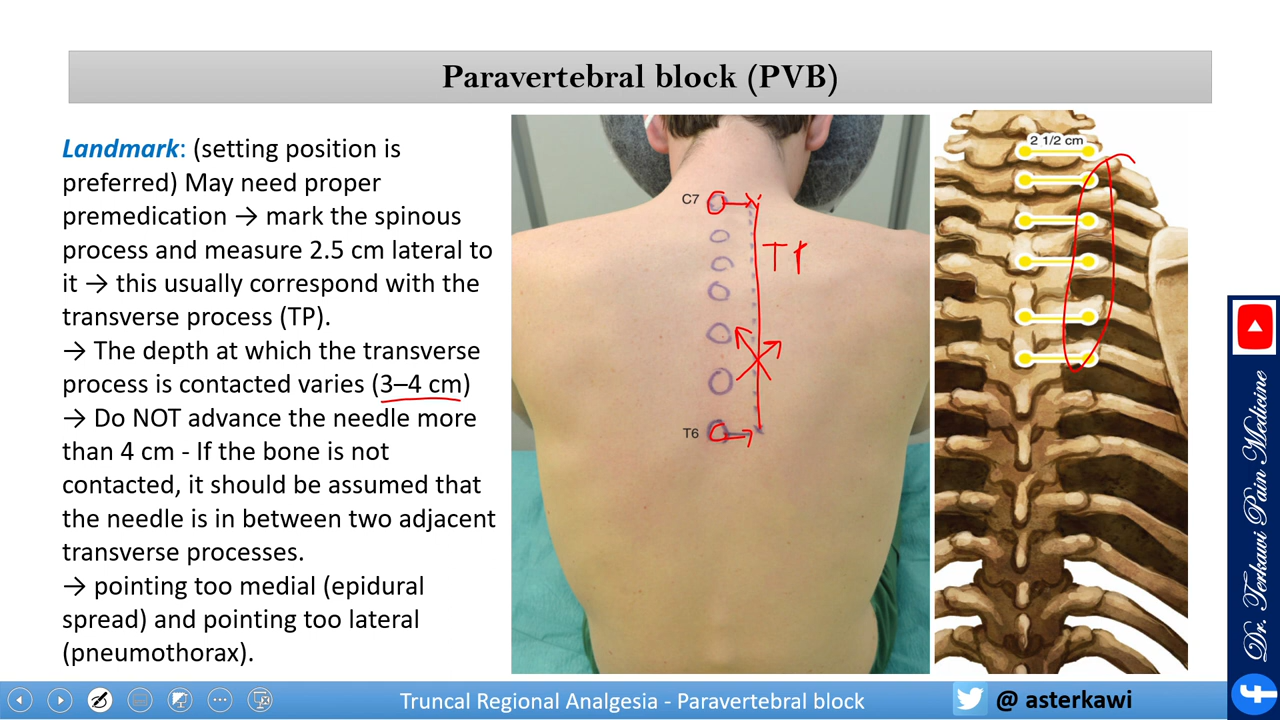 Paravertebral block (PVB)
Landmark: (setting position is
preferred) May need proper
premedication → mark the spinous
process and measure 2.5 cm lateral to
it → this usually correspond with the
transverse process (TP).
→ The depth at which the transverse
process is contacted varies (3–4 cm)
→ Do NOT advance the needle more
than 4 cm - If the bone is not
contacted, it should be assumed that
the needle is in between two adjacent
transverse processes.
→ pointing too medial (epidural
spread) and pointing too lateral
(pneumothorax).
C7
TP
T6
2 1/2 cm
Dr. Terkawi Pain Medicine
Truncal Regional Analgesia - Paravertebral block
@ asterkawi